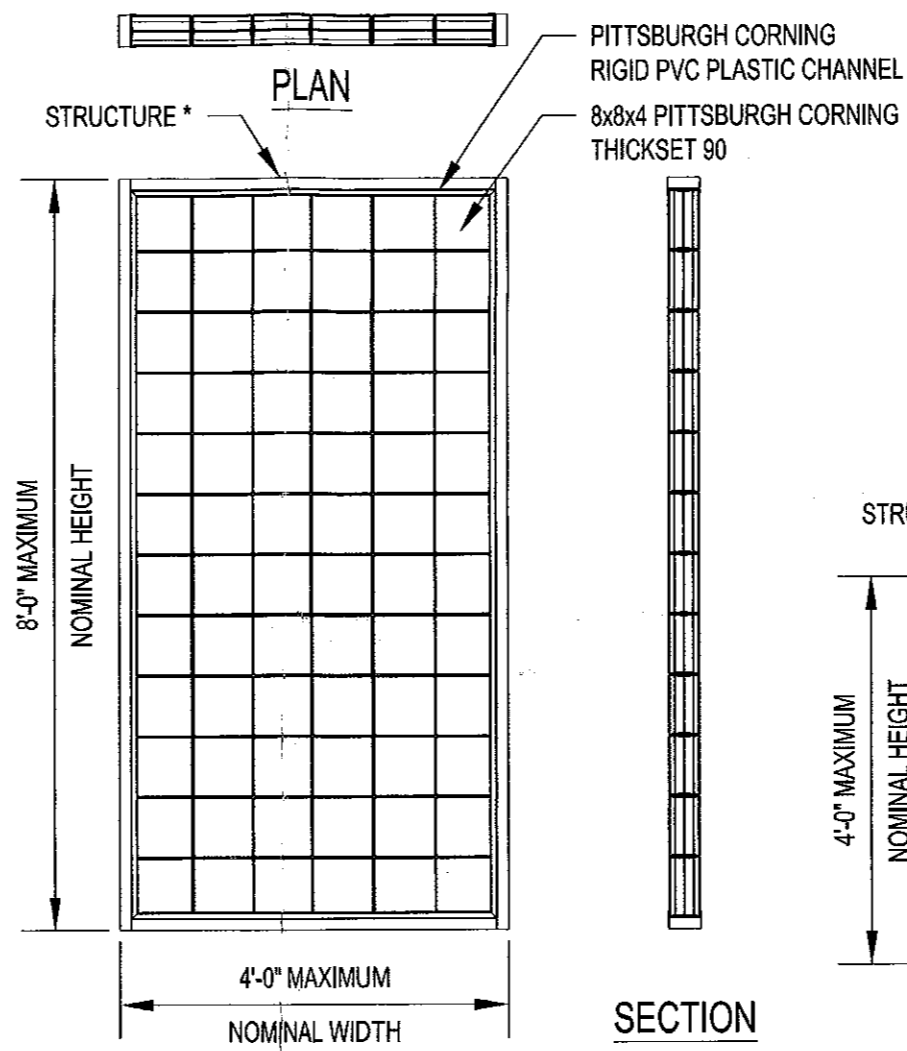 PLAN
PITTSBURGH CORNING
RIGID PVC PLASTIC CHANNEL
STRUCTURE *
8x8x4 PITTSBURGH CORNING
THICKSET 90
8'-0" MAXIMUM
NOMINAL HEIGHT
4'-0" MAXIMUM
NOMINAL HEIGHT
4'-0" MAXIMUM
NOMINAL WIDTH
SECTION